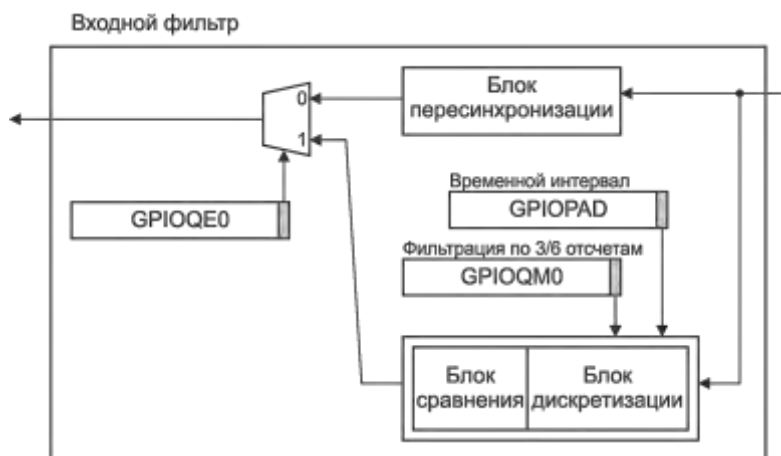 Входной фильтр
Блок
пересинхронизации
0
1
Временной интервал
GPIOPAD
GPIOQE0
Фильтрация по 3/6 отсчетам
GPIOQM0
Блок
сравнения
Блок
дискретизации